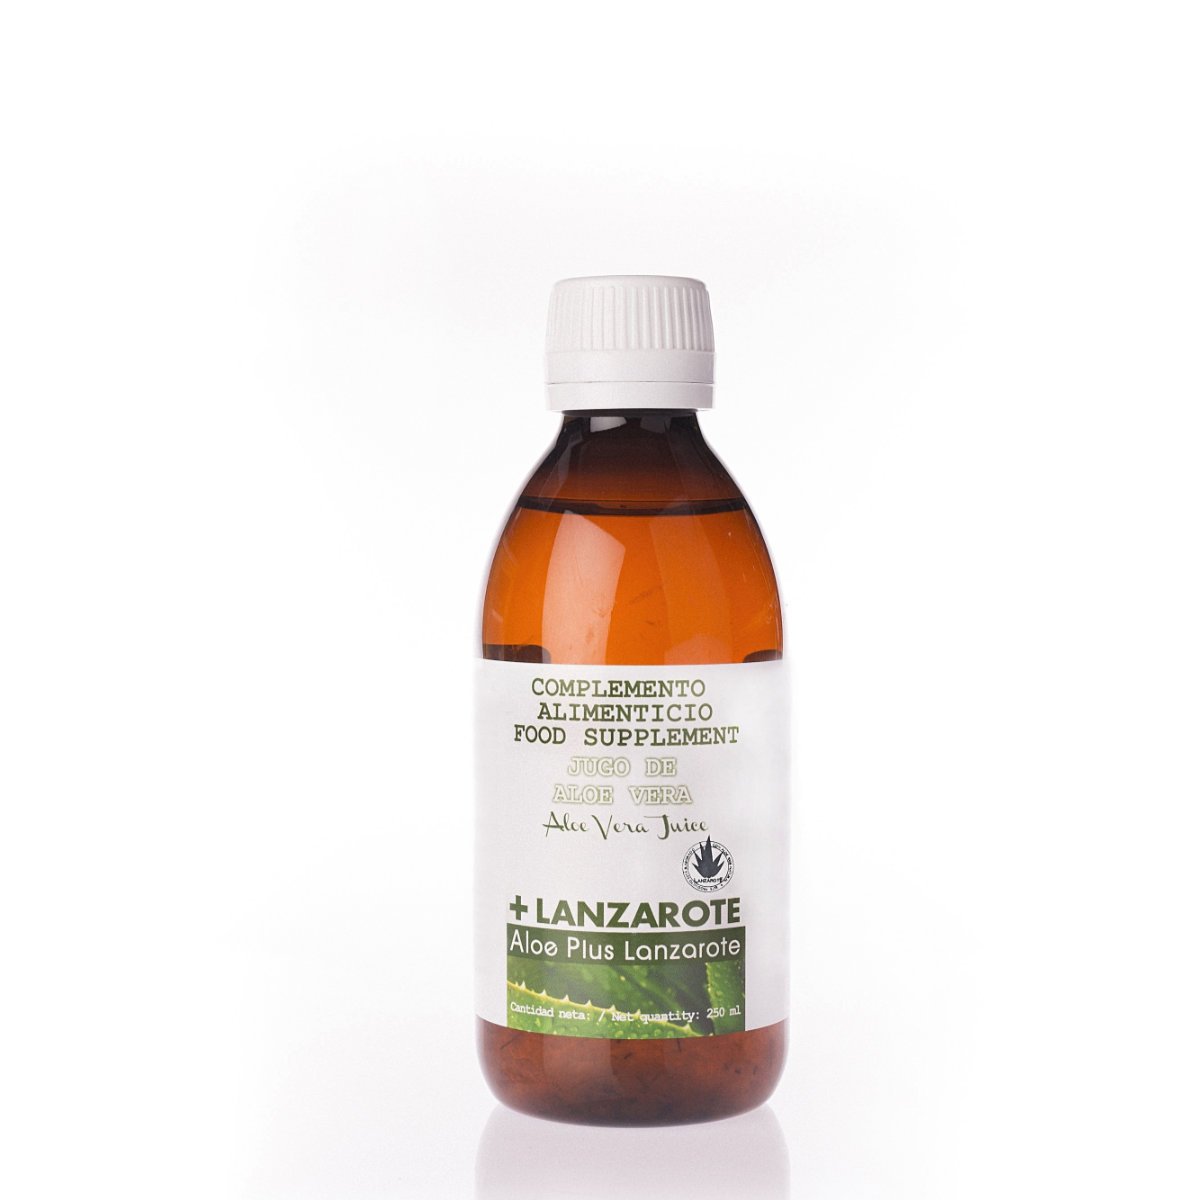 COMPLEMENTO
ALIMENTICIO
FOOD SUPPLEMENT
JUGO DE
ALOE VERA
Aloe Vera Juice
LANZAROTE
+LANZAROTE
Aloe Plus Lanzarote
Cantidad neta: / Net quantity: 250 ml